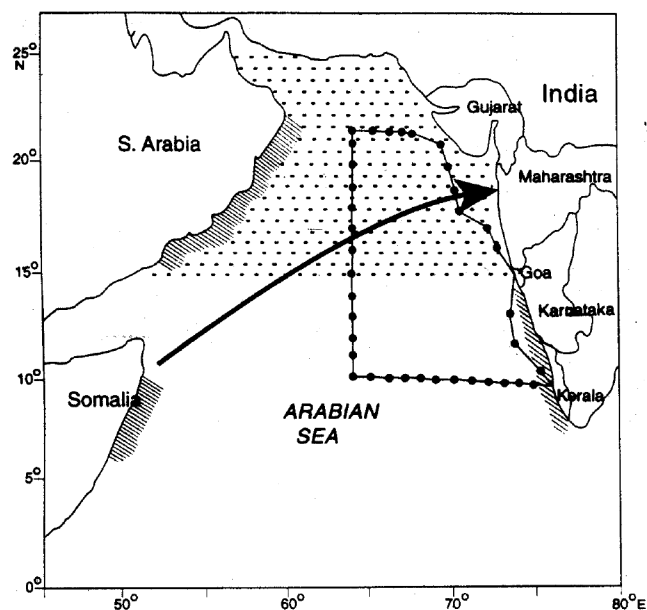 25°
N
India
Gujarat
S. Arabia
20°
Maharashtra
15°
Goa
Karnataka
10°
Somalia
Kerala
ARABIAN
SEA
5°
0°
50°
60°
70°
80°E